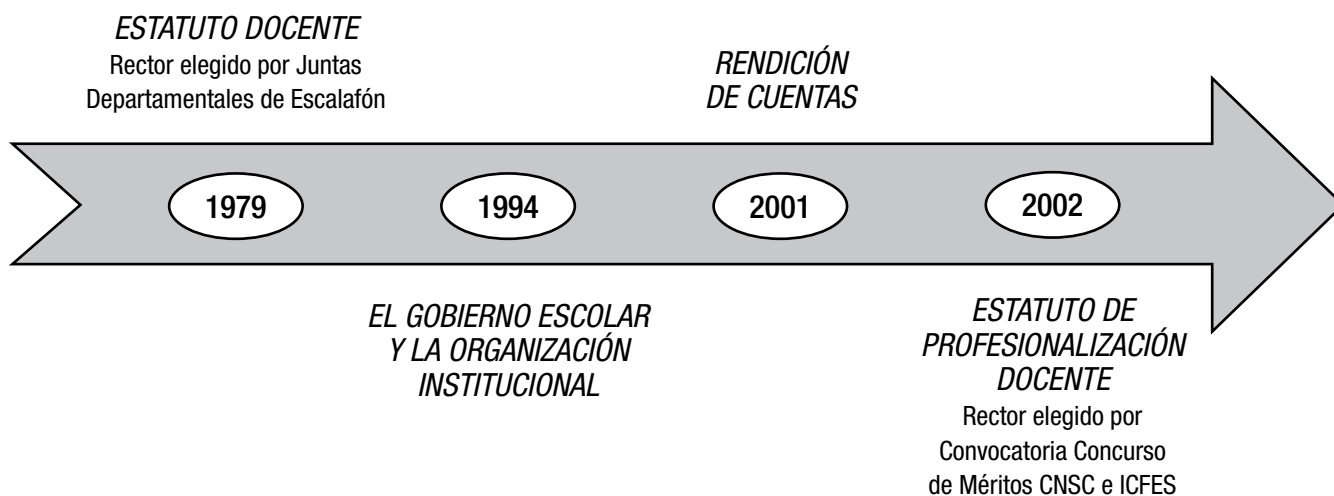 ESTATUTO DOCENTE
Rector elegido por Juntas
Departamentales de Escalafón
RENDICIÓN
DE CUENTAS
1979
1994
2001
2002
EL GOBIERNO ESCOLAR
Y LA ORGANIZACIÓN
INSTITUCIONAL
ESTATUTO DE
PROFESIONALIZACIÓN
DOCENTE
Rector elegido por
Convocatoria Concurso
de Méritos CNSC e ICFES